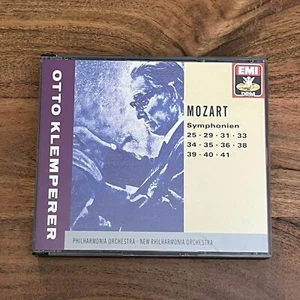 OTTO KLEMPERER
EMI
MOZART
Symphonien
25 · 29 · 31 · 33
34 · 35 · 36 · 38
39 · 40 · 41
PHILHARMONIA ORCHESTRA · NEW PHILHARMONIA ORCHESTRA